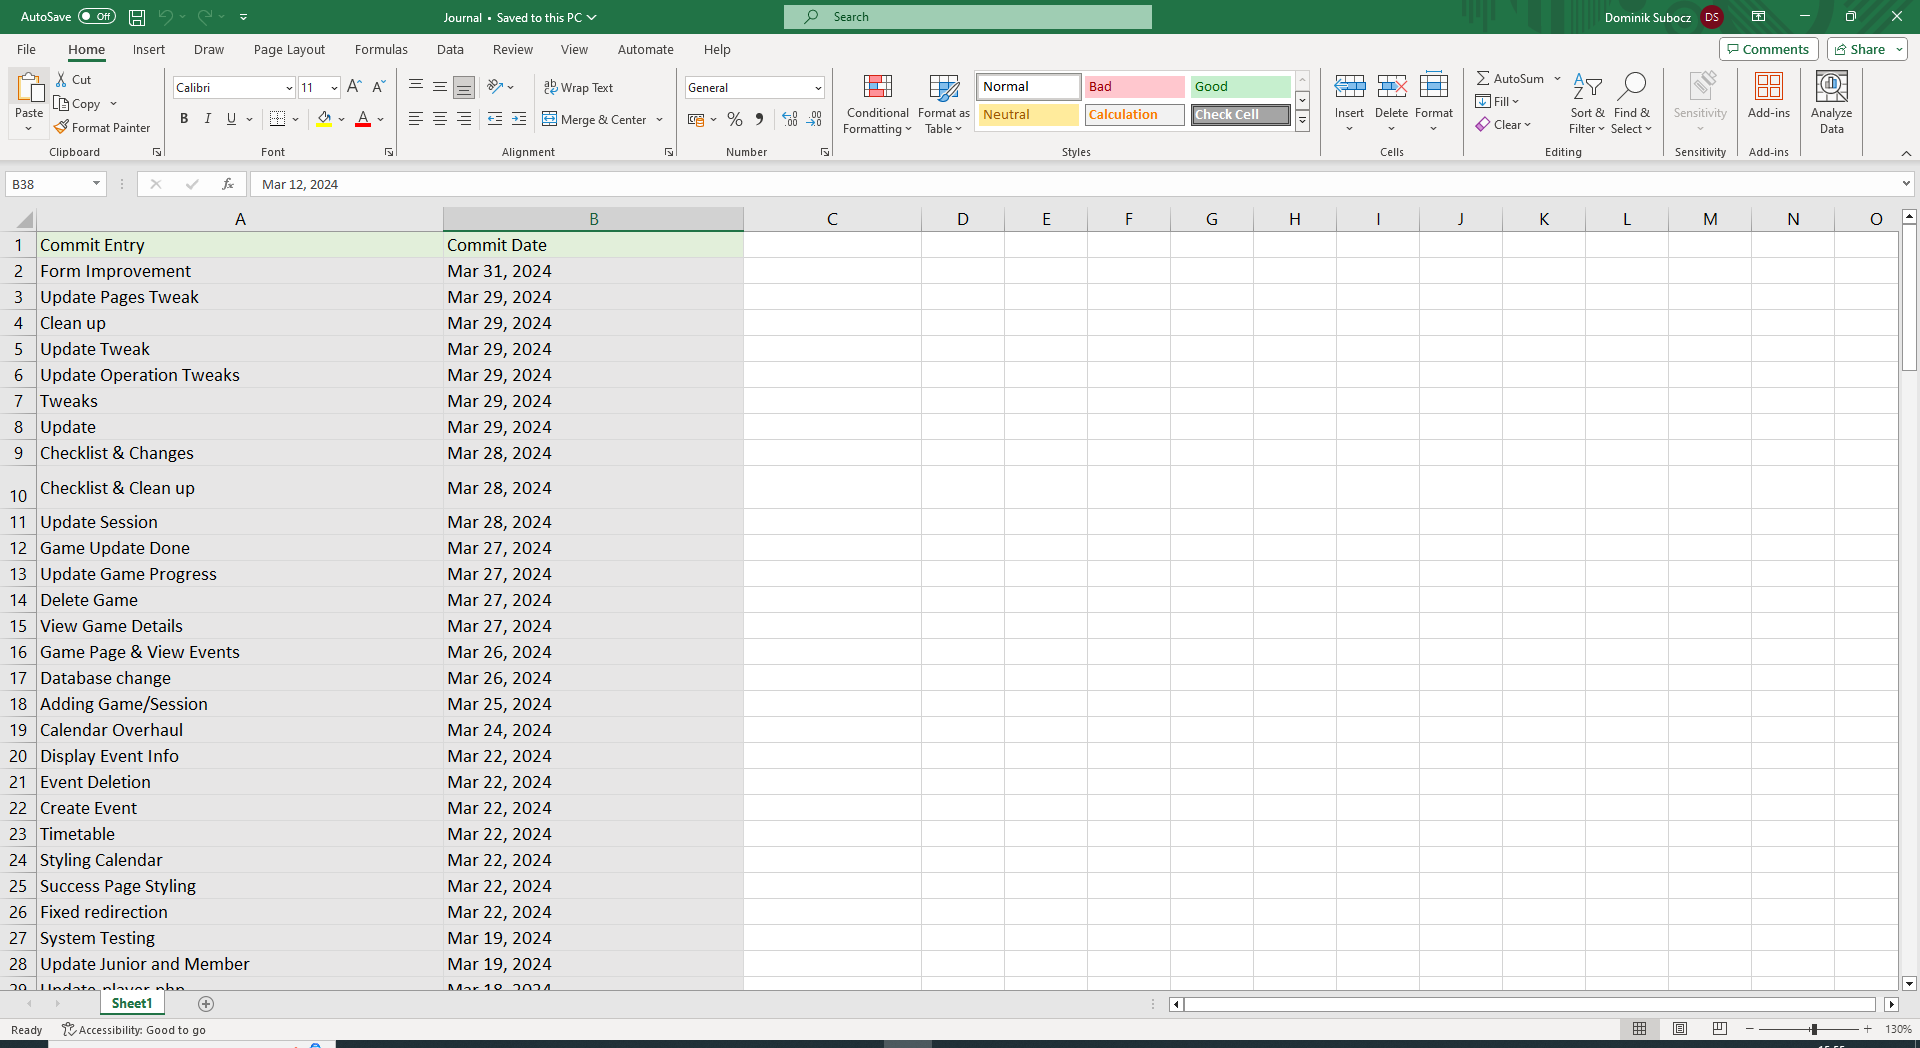 AutoSave Off
Journal • Saved to this PC
Search
Dominik Subocz DS
File Home Insert Draw Page Layout Formulas Data Review View Automate Help
Comments Share
Paste
Cut
Copy
Format Painter
Clipboard
Calibri 11
B I U
A A
Font
ab Wrap Text
Merge & Center
Alignment
General
% 9
Number
Conditional Formatting
Format as Table
Normal Bad Good
Neutral Calculation Check Cell
Styles
Insert Delete Format
Cells
AutoSum
Fill
Clear
Sort & Filter
Find & Select
Editing
Sensitivity
Sensitivity
Add-ins
Add-ins
Analyze Data
B38 fx Mar 12, 2024
A B C D E F G H I J K L M N O
1 Commit Entry Commit Date
2 Form Improvement Mar 31, 2024
3 Update Pages Tweak Mar 29, 2024
4 Clean up Mar 29, 2024
5 Update Tweak Mar 29, 2024
6 Update Operation Tweaks Mar 29, 2024
7 Tweaks Mar 29, 2024
8 Update Mar 29, 2024
9 Checklist & Changes Mar 28, 2024
10 Checklist & Clean up Mar 28, 2024
11 Update Session Mar 28, 2024
12 Game Update Done Mar 27, 2024
13 Update Game Progress Mar 27, 2024
14 Delete Game Mar 27, 2024
15 View Game Details Mar 27, 2024
16 Game Page & View Events Mar 26, 2024
17 Database change Mar 26, 2024
18 Adding Game/Session Mar 25, 2024
19 Calendar Overhaul Mar 24, 2024
20 Display Event Info Mar 22, 2024
21 Event Deletion Mar 22, 2024
22 Create Event Mar 22, 2024
23 Timetable Mar 22, 2024
24 Styling Calendar Mar 22, 2024
25 Success Page Styling Mar 22, 2024
26 Fixed redirection Mar 22, 2024
27 System Testing Mar 19, 2024
28 Update Junior and Member Mar 19, 2024
29 Update player.php Mar 18, 2024
Sheet1
Ready Accessibility: Good to go
130%